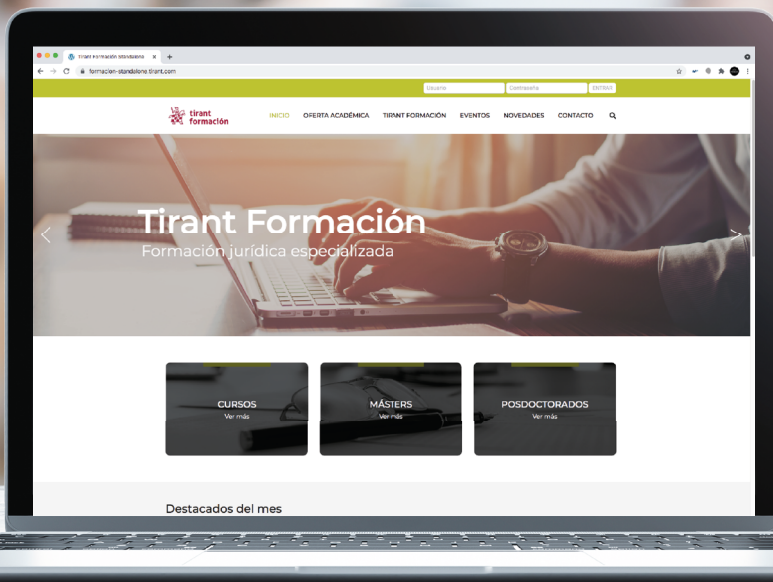 Tirant Formación Standalone
formacion-standalone.tirant.com
Usuario
Contraseña
ENTRAR
tirant
formación
INICIO
OFERTA ACADÉMICA
TIRANT FORMACIÓN
EVENTOS
NOVEDADES
CONTACTO
Tirant Formación
Formación jurídica especializada
CURSOS
Ver más
MÁSTERS
Ver más
POSDOCTORADOS
Ver más
Destacados del mes